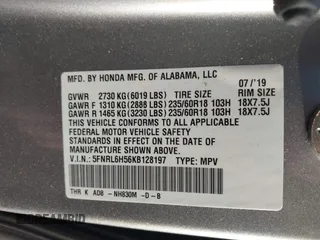 MFD. BY HONDA MFG. OF ALABAMA, LLC
07/'19
GVWR 2730 KG(6019 LBS) TIRE SIZE RIM SIZE
GAWR F 1310 KG(2888 LBS) 235/60R18 103H 18X7.5J
GAWR R 1465 KG(3230 LBS) 235/60R18 103H 18X7.5J
THIS VEHICLE CONFORMS TO ALL APPLICABLE
FEDERAL MOTOR VEHICLE SAFETY STANDARDS IN
EFFECT ON THE DATE OF MANUFACTURE SHOWN ABOVE.
V.I.N.: 5FNRL6H56KB128197 TYPE: MPV
THR K AD8 -NH830M -D-B